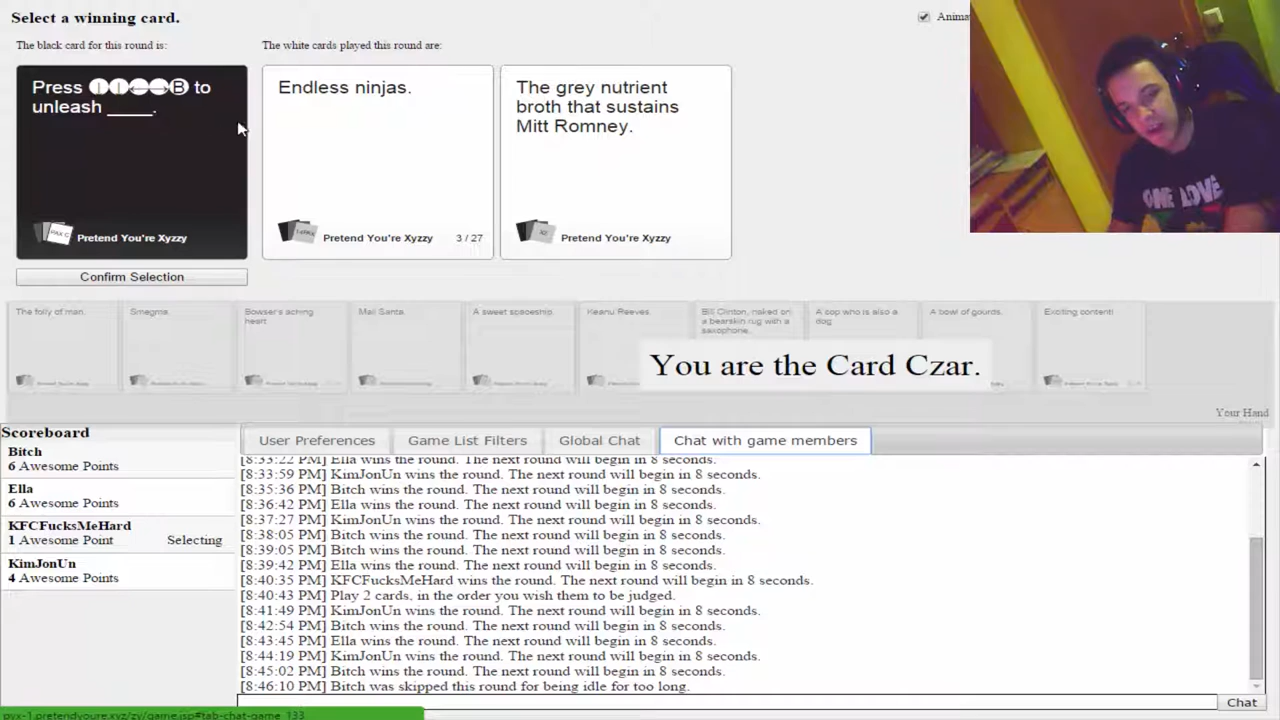 Select a winning card.
Anima
The black card for this round is:
The white cards played this round are:
Press ↓↓←→B to
unleash _____.
PAX C
Pretend You're Xyzzy
Endless ninjas.
Pretend You're Xyzzy
3 / 27
The grey nutrient
broth that sustains
Mitt Romney.
Pretend You're Xyzzy
ONE LOVE
Confirm Selection
The folly of man.
Smegma.
Bowser's aching
heart.
Mall Santa.
A sweet spaceship.
Keanu Reeves.
Bill Clinton, naked on
a bearskin rug with a
saxophone.
A cop who is also a
dog
A bowl of gourds.
Exciting content!
You are the Card Czar.
Your Hand
Scoreboard
Bitch
6 Awesome Points
Ella
6 Awesome Points
KFCFucksMeHard
1 Awesome Point
Selecting
KimJonUn
4 Awesome Points
User Preferences
Game List Filters
Global Chat
Chat with game members
[8:33:22 PM] Ella wins the round. The next round will begin in 8 seconds.
[8:33:59 PM] KimJonUn wins the round. The next round will begin in 8 seconds.
[8:35:36 PM] Bitch wins the round. The next round will begin in 8 seconds.
[8:36:42 PM] Ella wins the round. The next round will begin in 8 seconds.
[8:37:27 PM] KimJonUn wins the round. The next round will begin in 8 seconds.
[8:38:05 PM] Bitch wins the round. The next round will begin in 8 seconds.
[8:39:05 PM] Bitch wins the round. The next round will begin in 8 seconds.
[8:39:42 PM] Ella wins the round. The next round will begin in 8 seconds.
[8:40:35 PM] KFCFucksMeHard wins the round. The next round will begin in 8 seconds.
[8:40:43 PM] Play 2 cards, in the order you wish them to be judged.
[8:41:49 PM] KimJonUn wins the round. The next round will begin in 8 seconds.
[8:42:54 PM] Bitch wins the round. The next round will begin in 8 seconds.
[8:43:45 PM] Ella wins the round. The next round will begin in 8 seconds.
[8:44:19 PM] KimJonUn wins the round. The next round will begin in 8 seconds.
[8:45:02 PM] Bitch wins the round. The next round will begin in 8 seconds.
[8:46:10 PM] Bitch was skipped this round for being idle for too long.
Chat
pyx-1.pretendyoure.xyz/zy/game.jsp#tab-chat-game_133